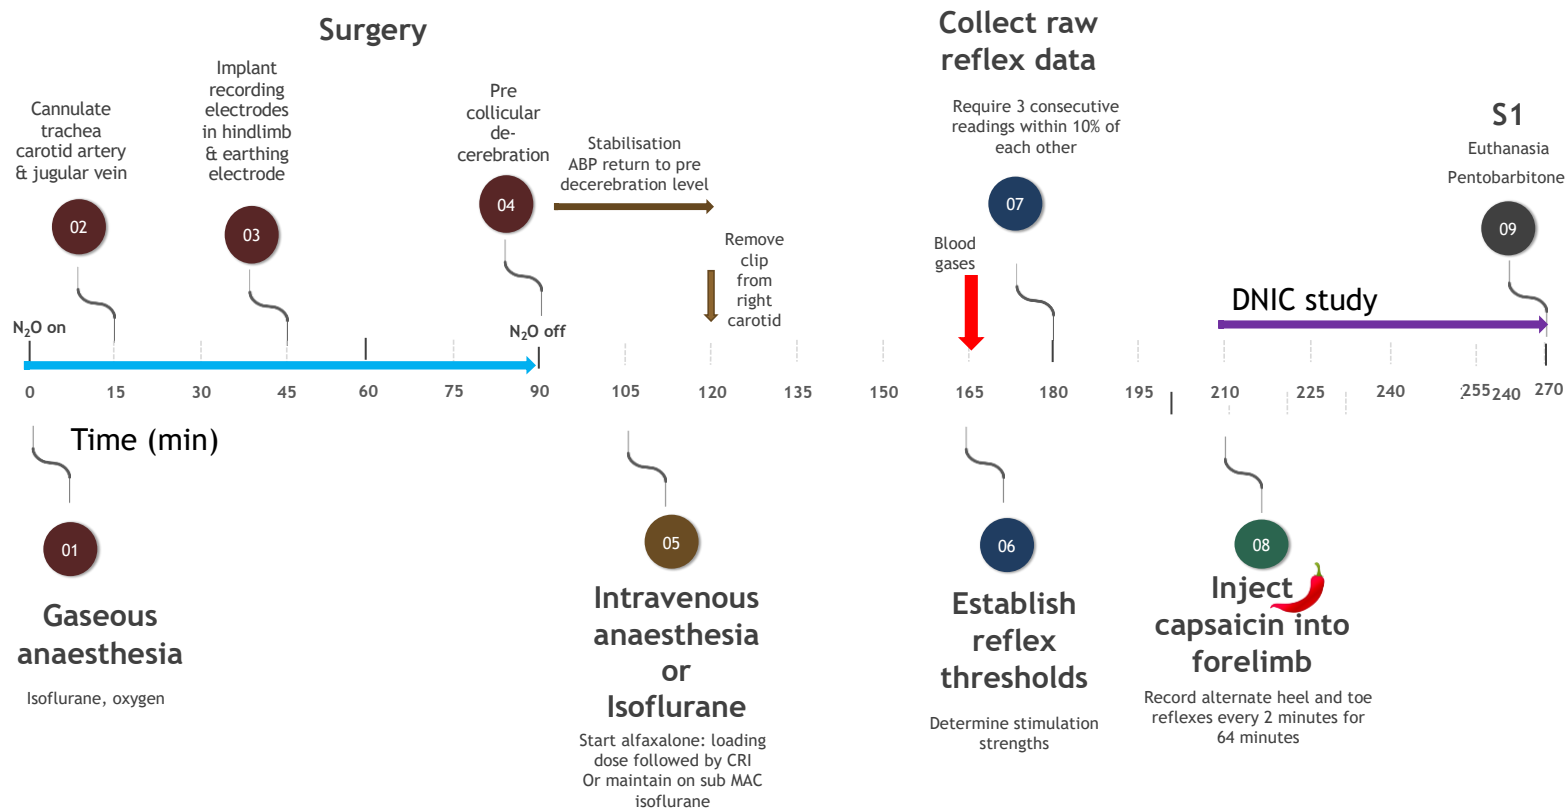 Surgery
Collect raw
reflex data
Cannulate
trachea
carotid artery
& jugular vein
02
Implant
recording
electrodes
in hindlimb
& earthing
electrode
03
Pre
collicular
de-
cerebration
04
Stabilisation
ABP return to pre
decerebration level
Remove
clip
from
right
carotid
Require 3 consecutive
readings within 10% of
each other
07
Blood
gases
S1
Euthanasia
Pentobarbitone
09
DNIC study
N2O on
N2O off
0 15 30 45 60 75 90 105 120 135 150 165 180 195 210 225 240 255 240 270
Time (min)
01
Gaseous
anaesthesia
Isoflurane, oxygen
05
Intravenous
anaesthesia
or
Isoflurane
Start alfaxalone: loading
dose followed by CRI
Or maintain on sub MAC
isoflurane
06
Establish
reflex
thresholds
Determine stimulation
strengths
08
Inject
capsaicin into
forelimb
Record alternate heel and toe
reflexes every 2 minutes for
64 minutes